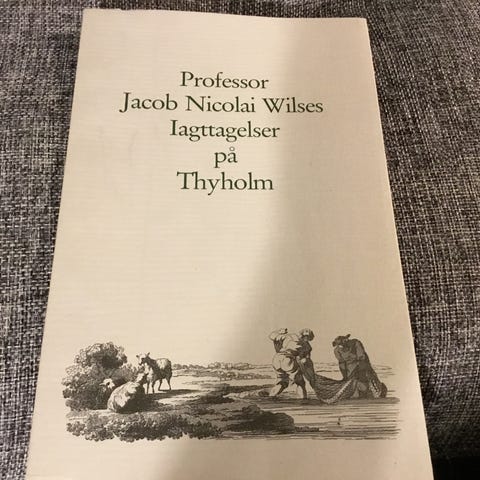 Professor
Jacob Nicolai Wilses
Iagttagelser
på
Thyholm